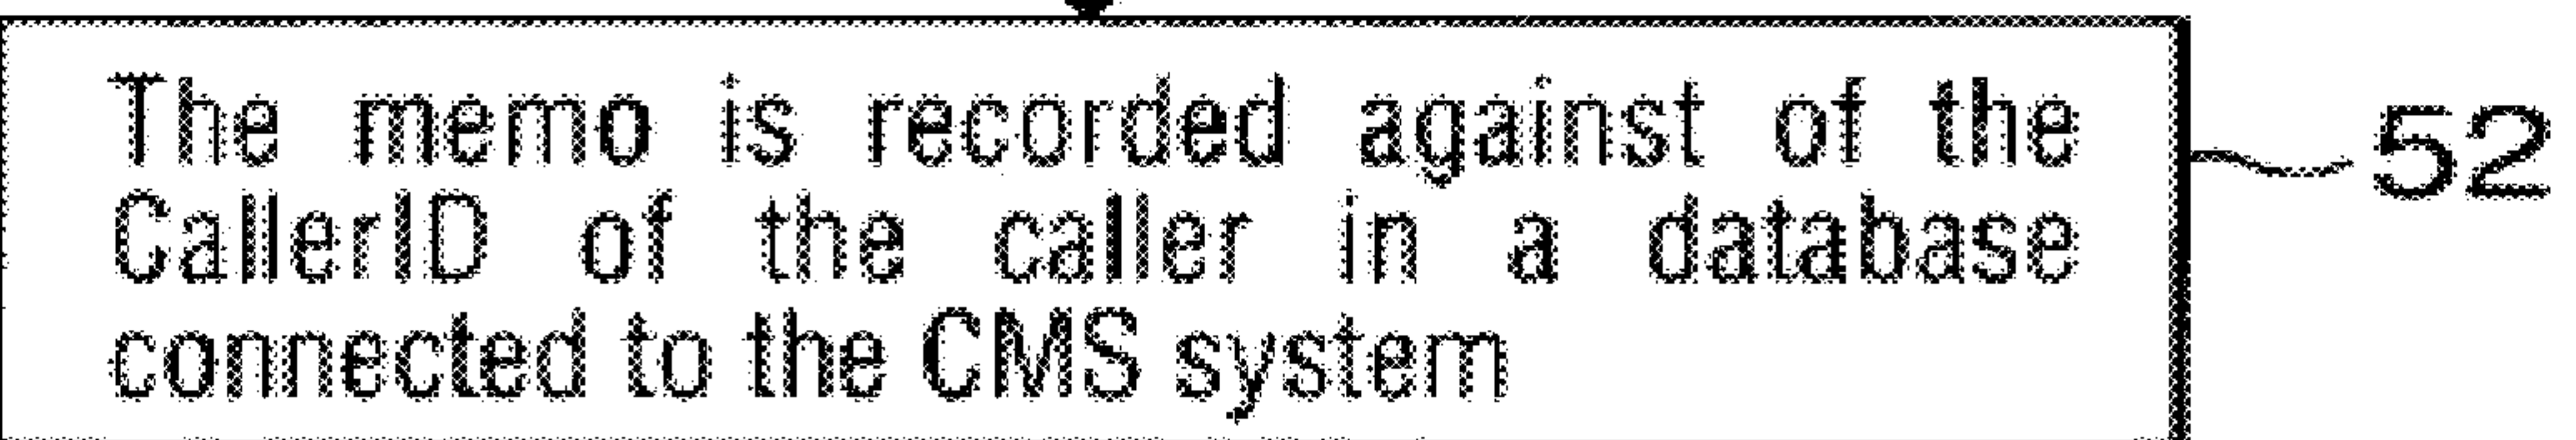 The memo is recorded against of the
CallerID of the caller in a database
connected to the CMS system
52